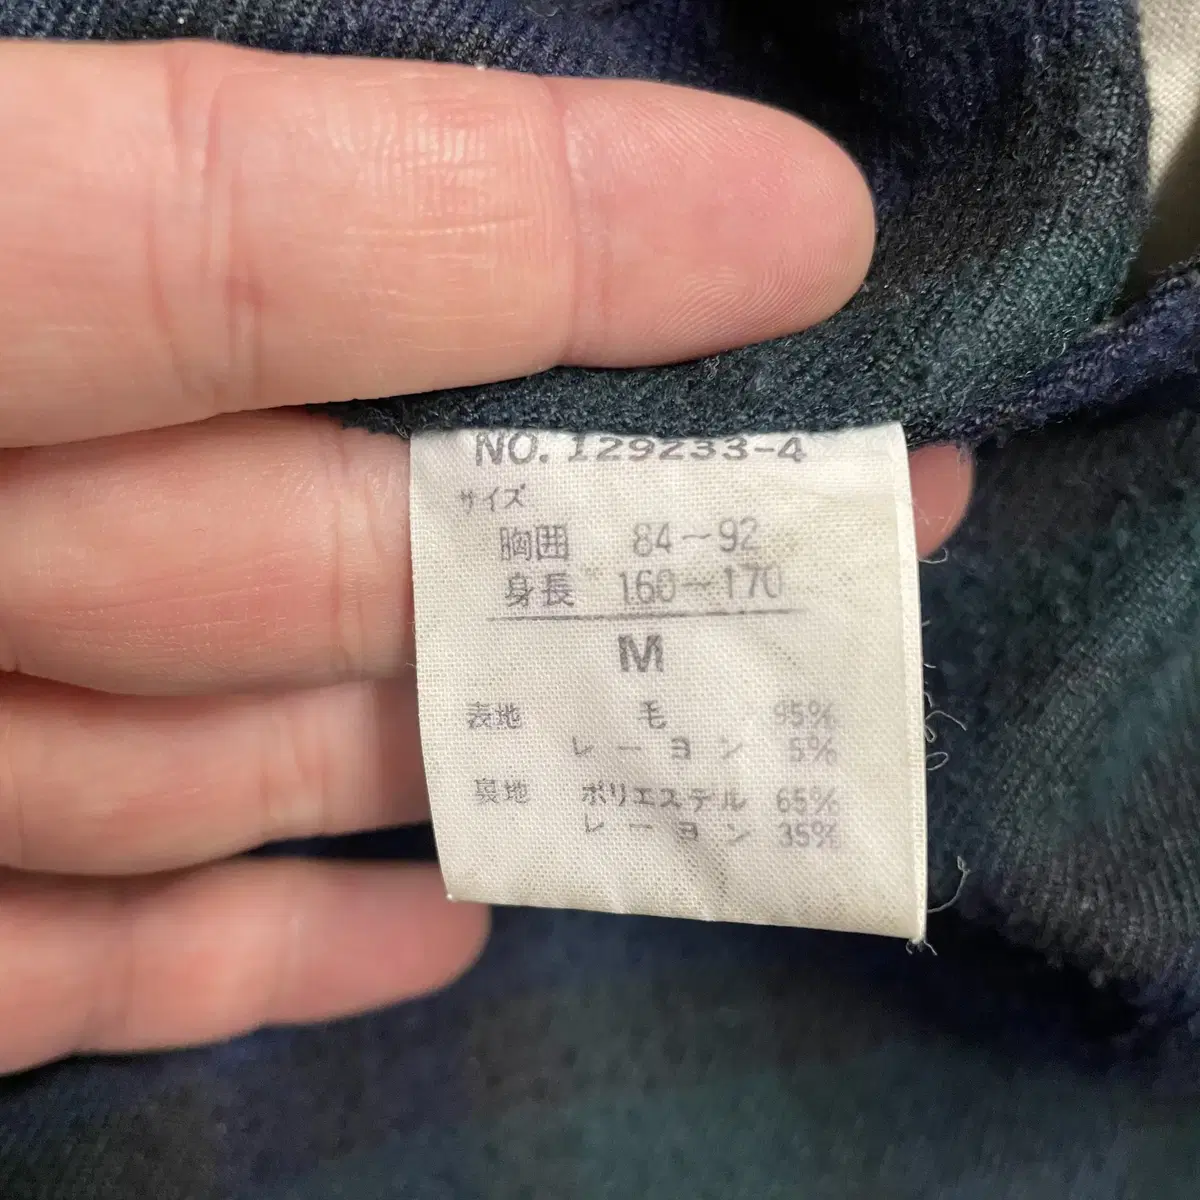 NO. 129233-4
サイズ
胸囲 84~92
身長 160~170
M
表地 毛 95%
レーヨン 5%
裏地 ポリエステル 65%
レーヨン 35%